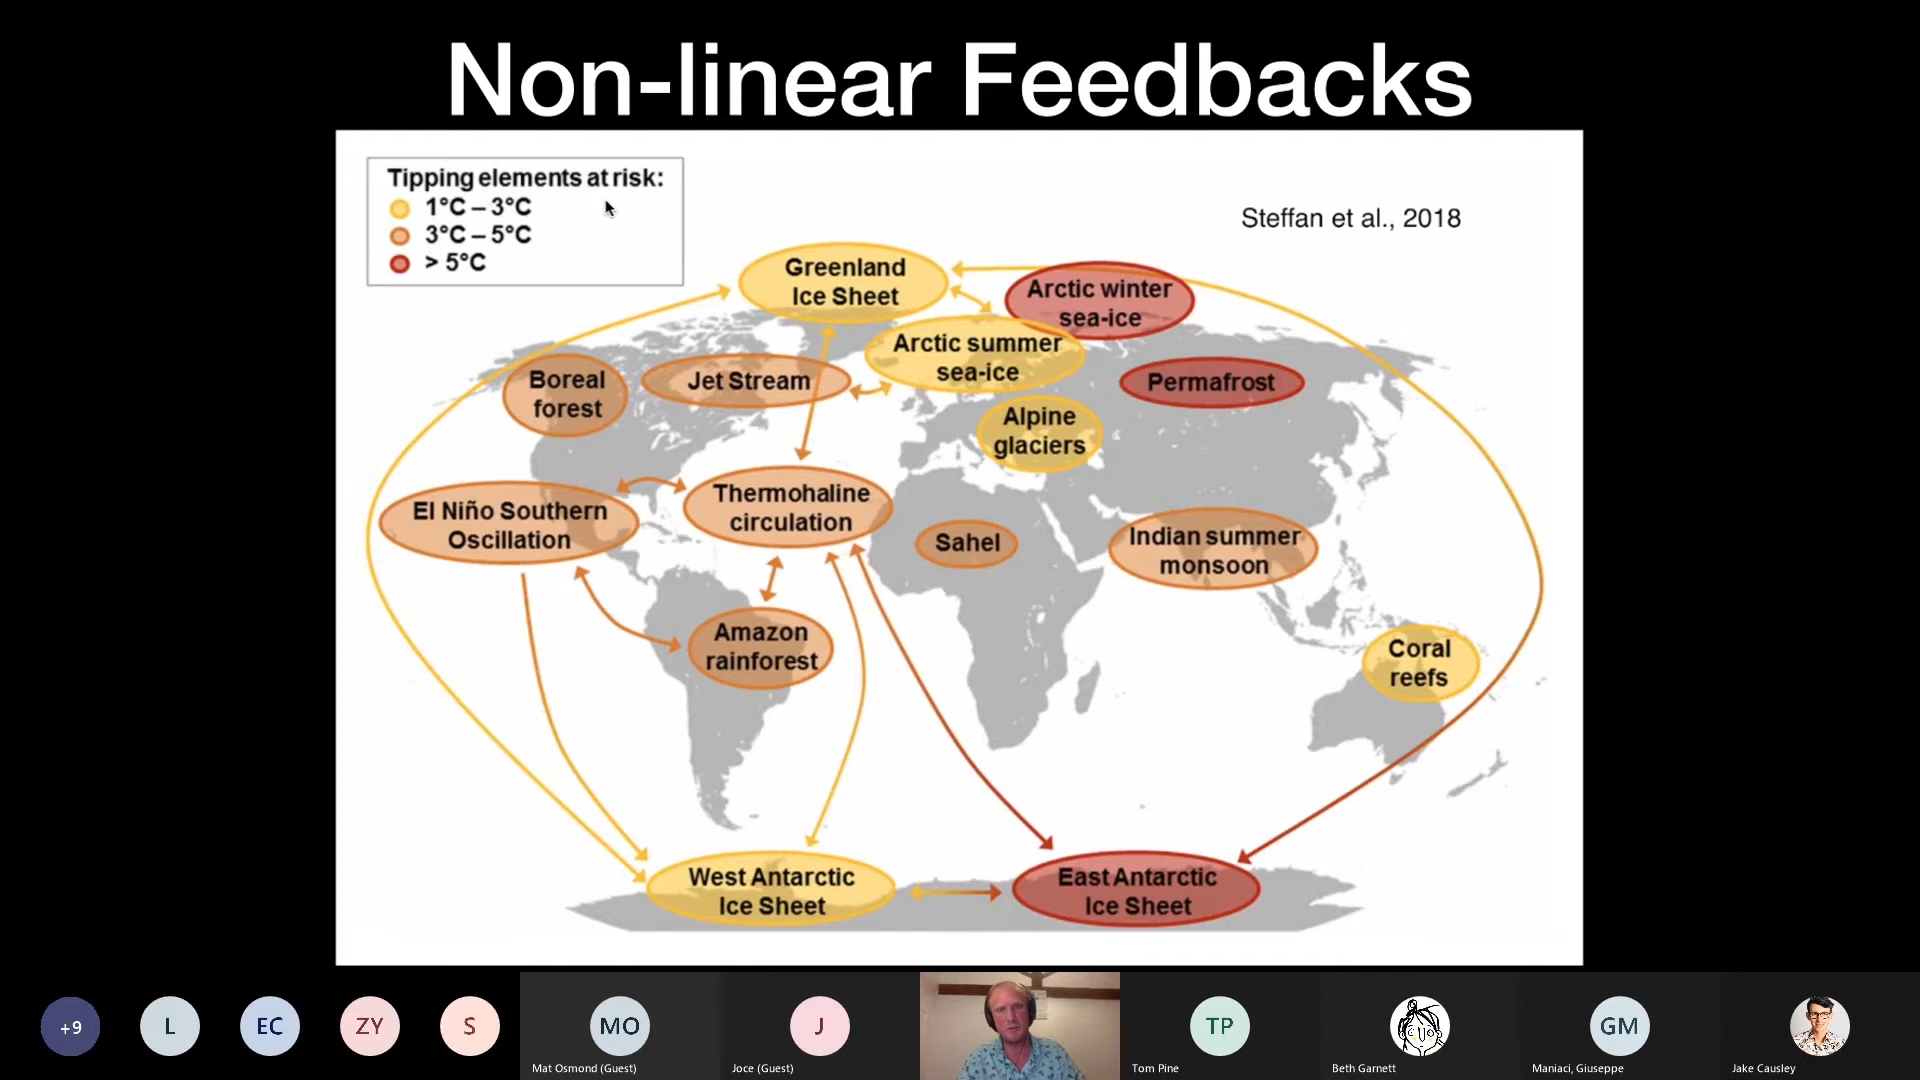 Non-linear Feedbacks
Tipping elements at risk:
1°C – 3°C
3°C – 5°C
> 5°C
Steffan et al., 2018
Greenland
Ice Sheet
Arctic winter
sea-ice
Arctic summer
sea-ice
Boreal
forest
Jet Stream
Permafrost
Alpine
glaciers
El Niño Southern
Oscillation
Thermohaline
circulation
Sahel
Indian summer
monsoon
Amazon
rainforest
Coral
reefs
West Antarctic
Ice Sheet
East Antarctic
Ice Sheet
+9
L
EC
ZY
S
MO
J
TP
GM
Mat Osmond (Guest)
Joce (Guest)
Tom Pine
Beth Garnett
Maniaci, Giuseppe
Jake Causley